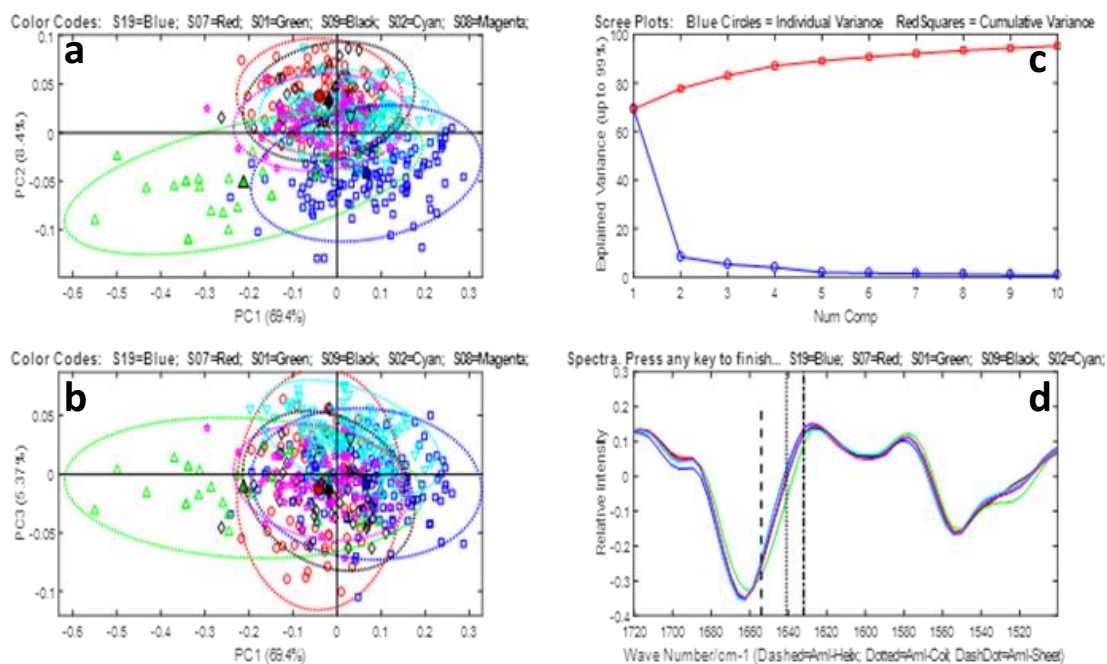 Color Codes: S19=Blue; S07=Red; S01=Green; S09=Black; S02=Cyan; S08=Magenta;
a
0.1
0.05
0
-0.05
-0.1
PC2 (8.4%)
-0.6 -0.5 -0.4 -0.3 -0.2 -0.1 0 0.1 0.2 0.3
PC1 (69.4%)
Scree Plots: Blue Circles = Individual Variance RedSquares = Cumulative Variance
c
100
80
60
40
20
0
Explained Variance (up to 99%)
1 2 3 4 5 6 7 8 9 10
Num Comp
Color Codes: S19=Blue; S07=Red; S01=Green; S09=Black; S02=Cyan; S08=Magenta;
b
0.05
0
-0.05
-0.1
PC3 (5.37%)
-0.6 -0.5 -0.4 -0.3 -0.2 -0.1 0 0.1 0.2 0.3
PC1 (69.4%)
Spectra. Press any key to finish... S19=Blue; S07=Red; S01=Green; S09=Black; S02=Cyan;
d
0.3
0.2
0.1
0
-0.1
-0.2
-0.3
-0.4
Relative Intensity
1720 1700 1680 1660 1640 1620 1600 1580 1560 1540 1520
Wave Number/cm-1 (Dashed=AmI-Helix; Dotted=AmI-Coil; DashDot=AmI-Sheet)